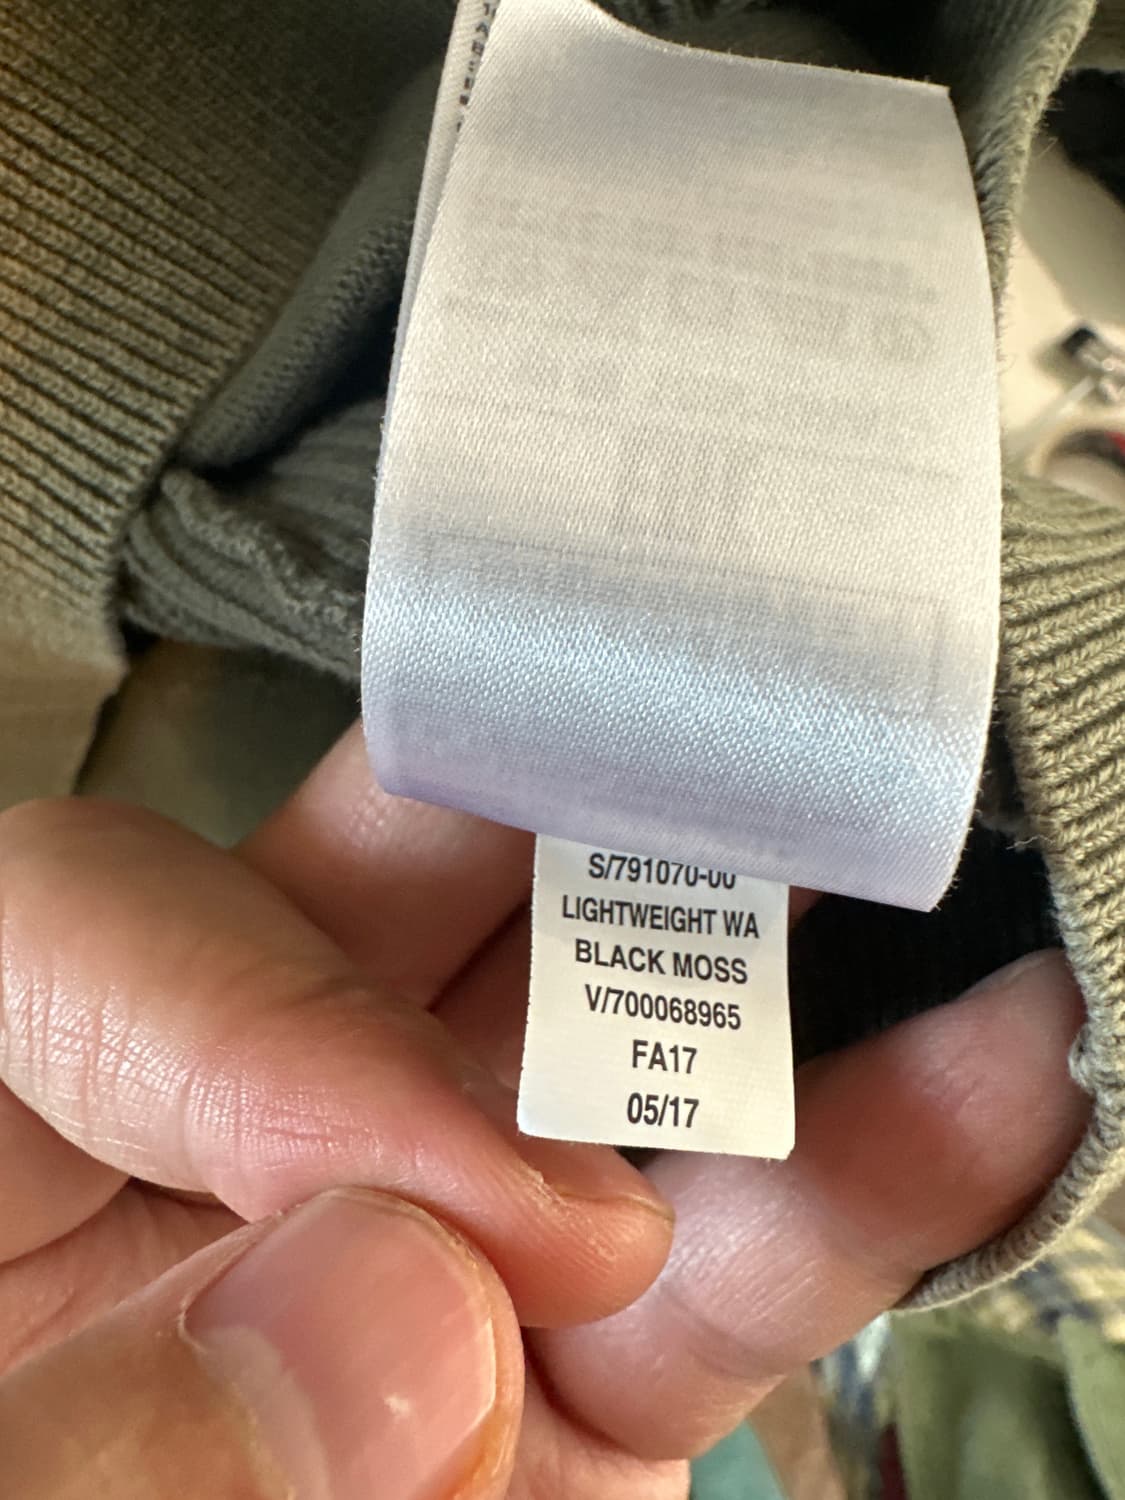 S/791070-00
LIGHTWEIGHT WA
BLACK MOSS
V/700068965
FA17
05/17